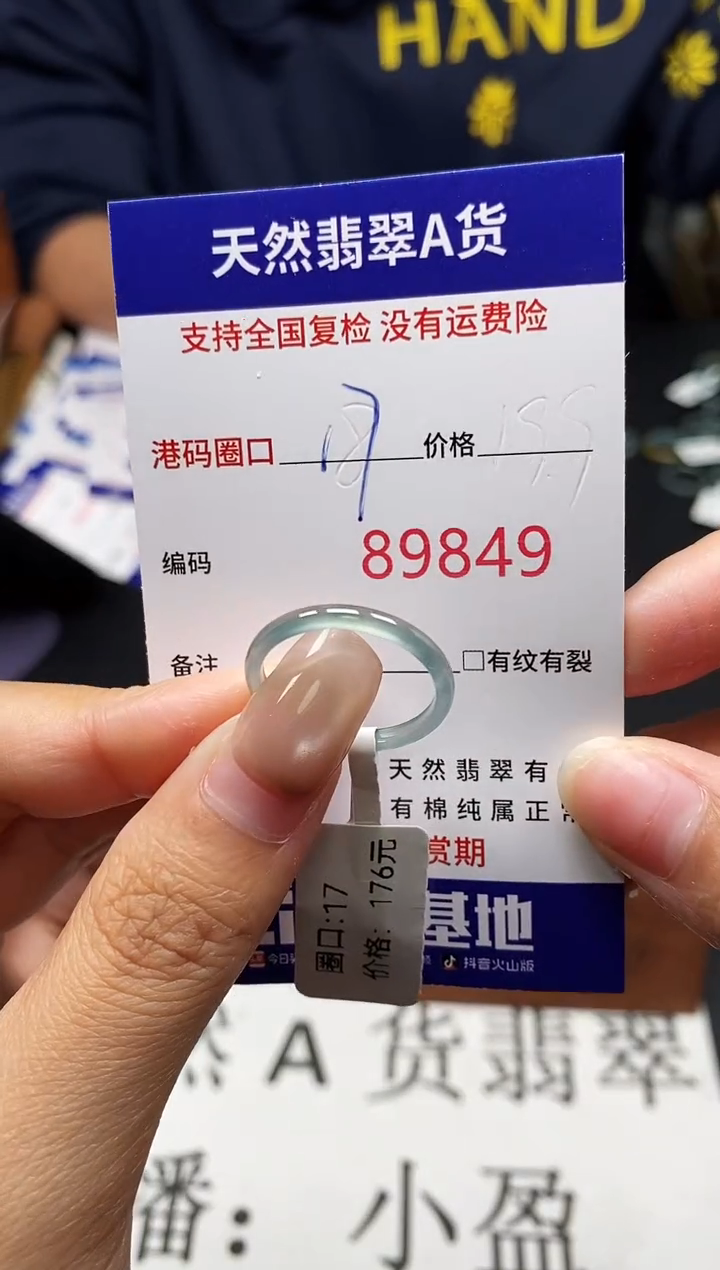 HAND
天然翡翠A货
支持全国复检 没有运费险
港码圈口 17 价格
编码 89849
备注 □有纹有裂
天然翡翠有
有棉纯属正
赏期
基地
抖音火山版
圈口:17
价格: 176元
A货翡翠
番: 小盈